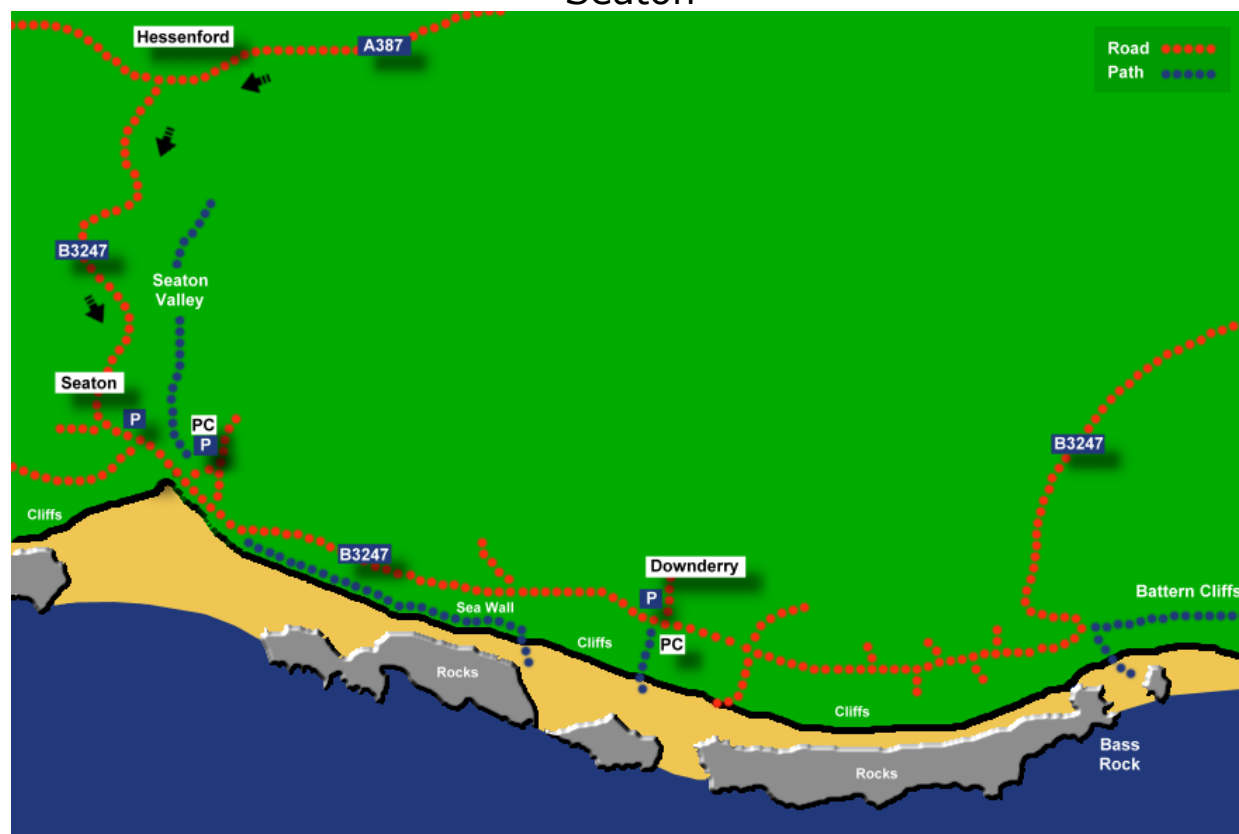 Seaton
Hessenford
A387
Road
Path
B3247
Seaton
Valley
Seaton
P
PC
P
B3247
Cliffs
B3247
Downderry
P
Battern Cliffs
Sea Wall
Cliffs
PC
Rocks
Cliffs
Bass
Rock
Rocks